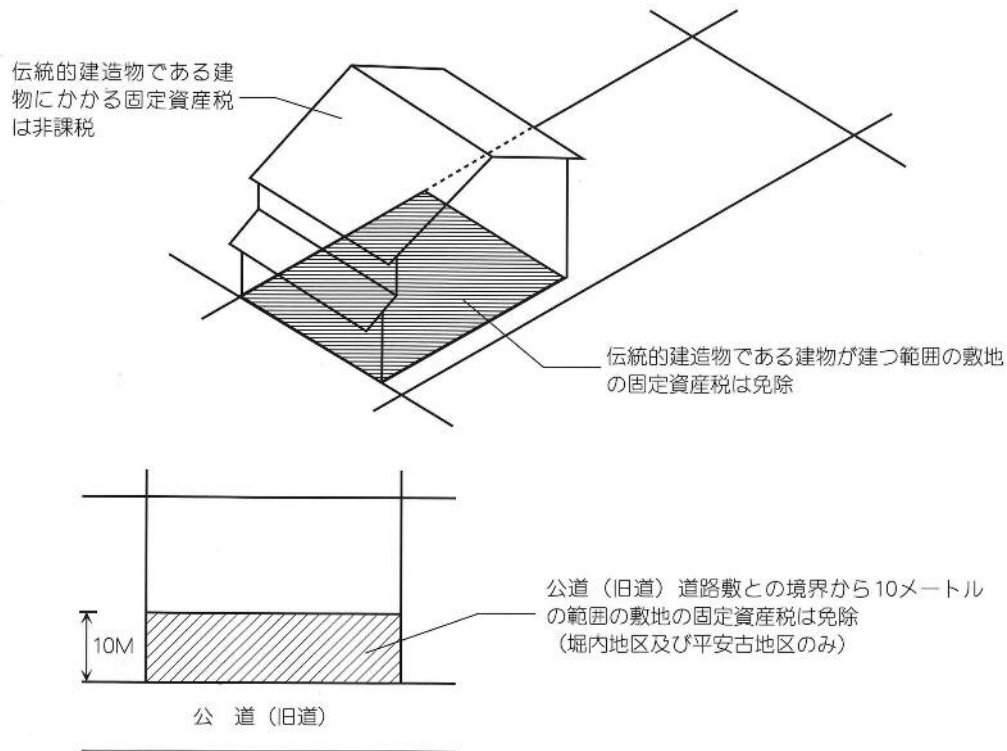 伝統的建造物である建
物にかかる固定資産税
は非課税
伝統的建造物である建物が建つ範囲の敷地
の固定資産税は免除
公道（旧道）道路敷との境界から10メートル
の範囲の敷地の固定資産税は免除
（堀内地区及び平安古地区のみ）
10M
公　道（旧道）